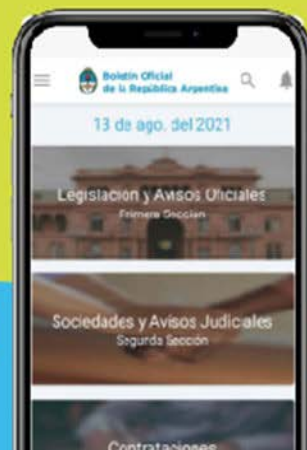 Boletín Oficial
de la República Argentina
13 de ago. del 2021
Legislación y Avisos Oficiales
Primera Sección
Sociedades y Avisos Judiciales
Segunda Sección
Contrataciones